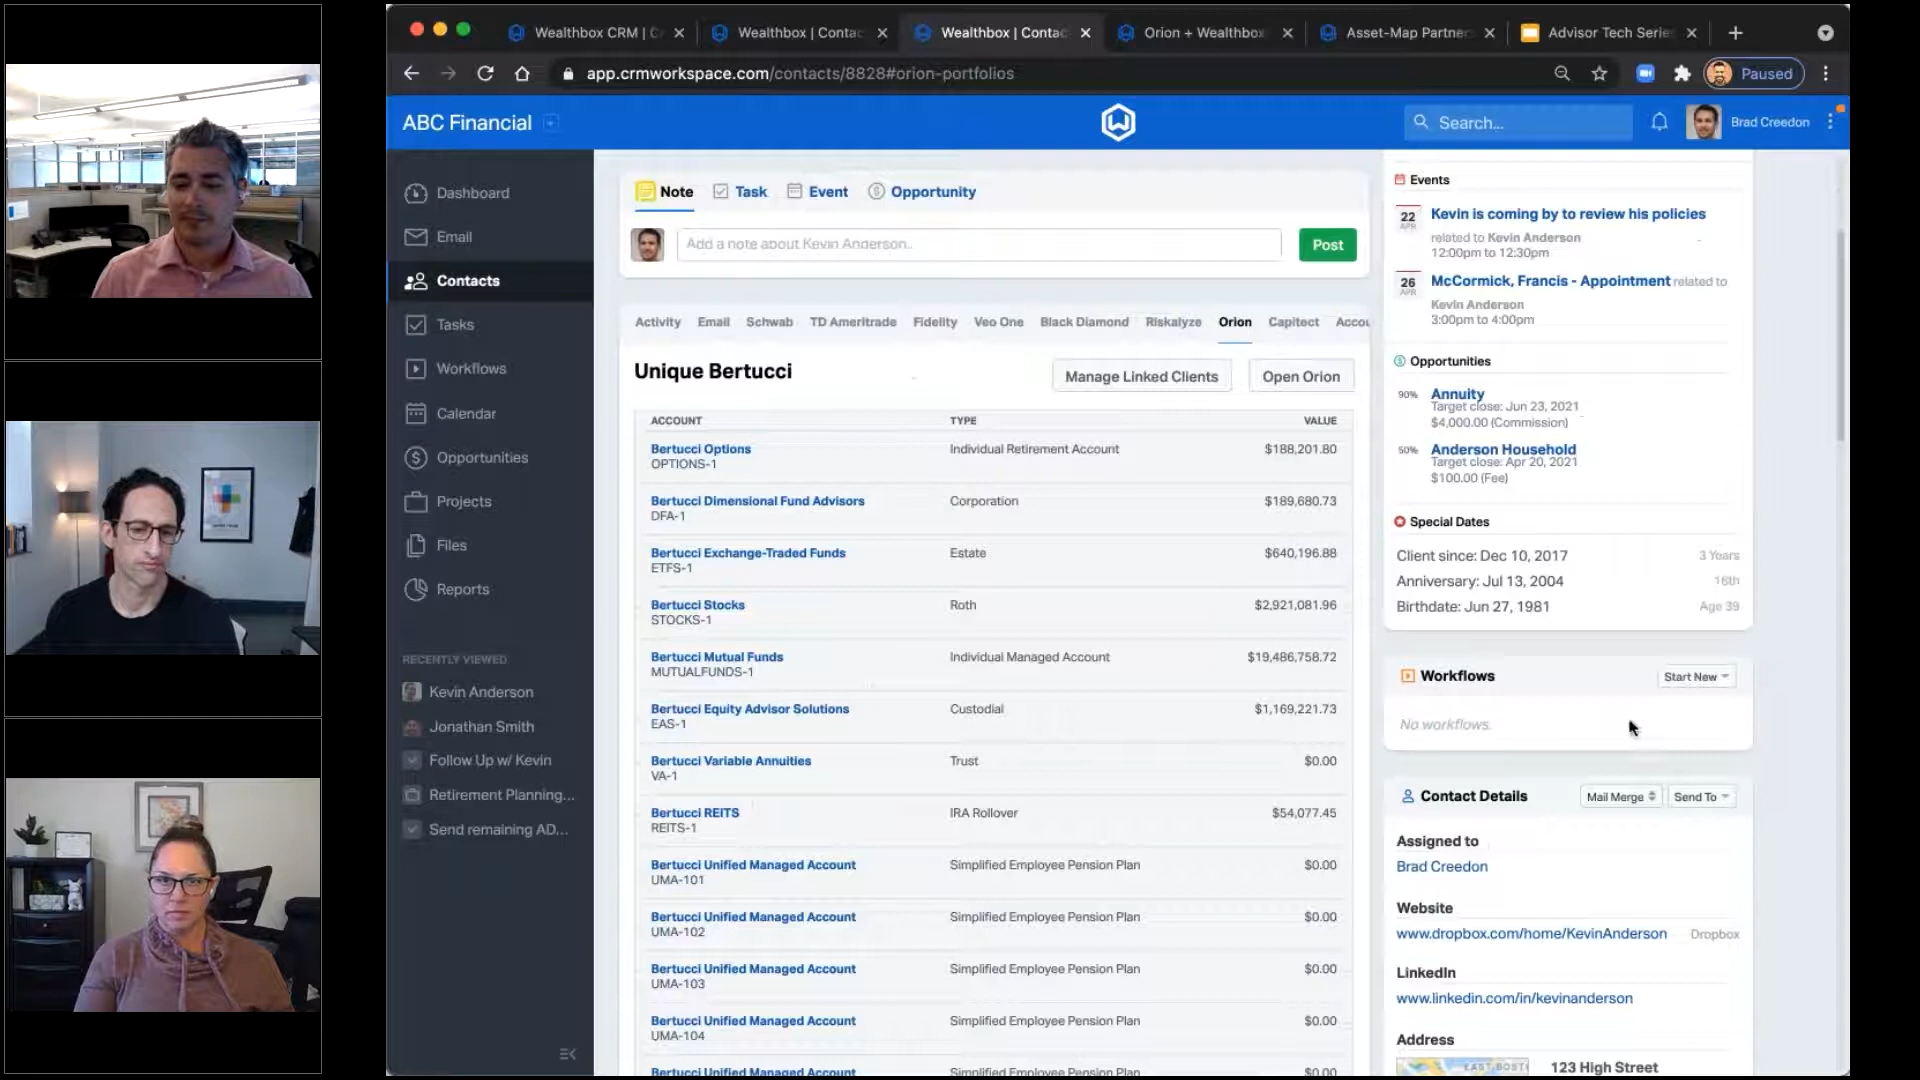 Wealthbox CRM | C
Wealthbox | Contac
Wealthbox | Contac
Orion + Wealthbox
Asset-Map Partner
Advisor Tech Serie
app.crmworkspace.com/contacts/8828#orion-portfolios
Paused
ABC Financial
Search...
Brad Creedon
Dashboard
Email
Contacts
Tasks
Workflows
Calendar
Opportunities
Projects
Files
Reports
RECENTLY VIEWED
Kevin Anderson
Jonathan Smith
Follow Up w/ Kevin
Retirement Planning...
Send remaining AD...
Note
Task
Event
Opportunity
Add a note about Kevin Anderson..
Post
Activity Email Schwab TD Ameritrade Fidelity Veo One Black Diamond Riskalyze Orion Capitect Accou
Unique Bertucci
Manage Linked Clients
Open Orion
ACCOUNT TYPE VALUE
Bertucci Options Individual Retirement Account $188,201.80
OPTIONS-1
Bertucci Dimensional Fund Advisors Corporation $189,680.73
DFA-1
Bertucci Exchange-Traded Funds Estate $640,196.88
ETFS-1
Bertucci Stocks Roth $2,921,081.96
STOCKS-1
Bertucci Mutual Funds Individual Managed Account $19,486,758.72
MUTUALFUNDS-1
Bertucci Equity Advisor Solutions Custodial $1,169,221.73
EAS-1
Bertucci Variable Annuities Trust $0.00
VA-1
Bertucci REITS IRA Rollover $54,077.45
REITS-1
Bertucci Unified Managed Account Simplified Employee Pension Plan $0.00
UMA-101
Bertucci Unified Managed Account Simplified Employee Pension Plan $0.00
UMA-102
Bertucci Unified Managed Account Simplified Employee Pension Plan $0.00
UMA-103
Bertucci Unified Managed Account Simplified Employee Pension Plan $0.00
UMA-104
Bertucci Unified Managed Account Simplified Employee Pension Plan $0.00
Events
22 Kevin is coming by to review his policies
APR related to Kevin Anderson
12:00pm to 12:30pm
26 McCormick, Francis - Appointment related to
APR Kevin Anderson
3:00pm to 4:00pm
Opportunities
90% Annuity
Target close: Jun 23, 2021
$4,000.00 (Commission)
50% Anderson Household
Target close: Apr 20, 2021
$100.00 (Fee)
Special Dates
Client since: Dec 10, 2017 3 Years
Anniversary: Jul 13, 2004 16th
Birthdate: Jun 27, 1981 Age 39
Workflows
Start New
No workflows.
Contact Details
Mail Merge
Send To
Assigned to
Brad Creedon
Website
www.dropbox.com/home/KevinAnderson Dropbox
LinkedIn
www.linkedin.com/in/kevinanderson
Address
EAST BOST
123 High Street